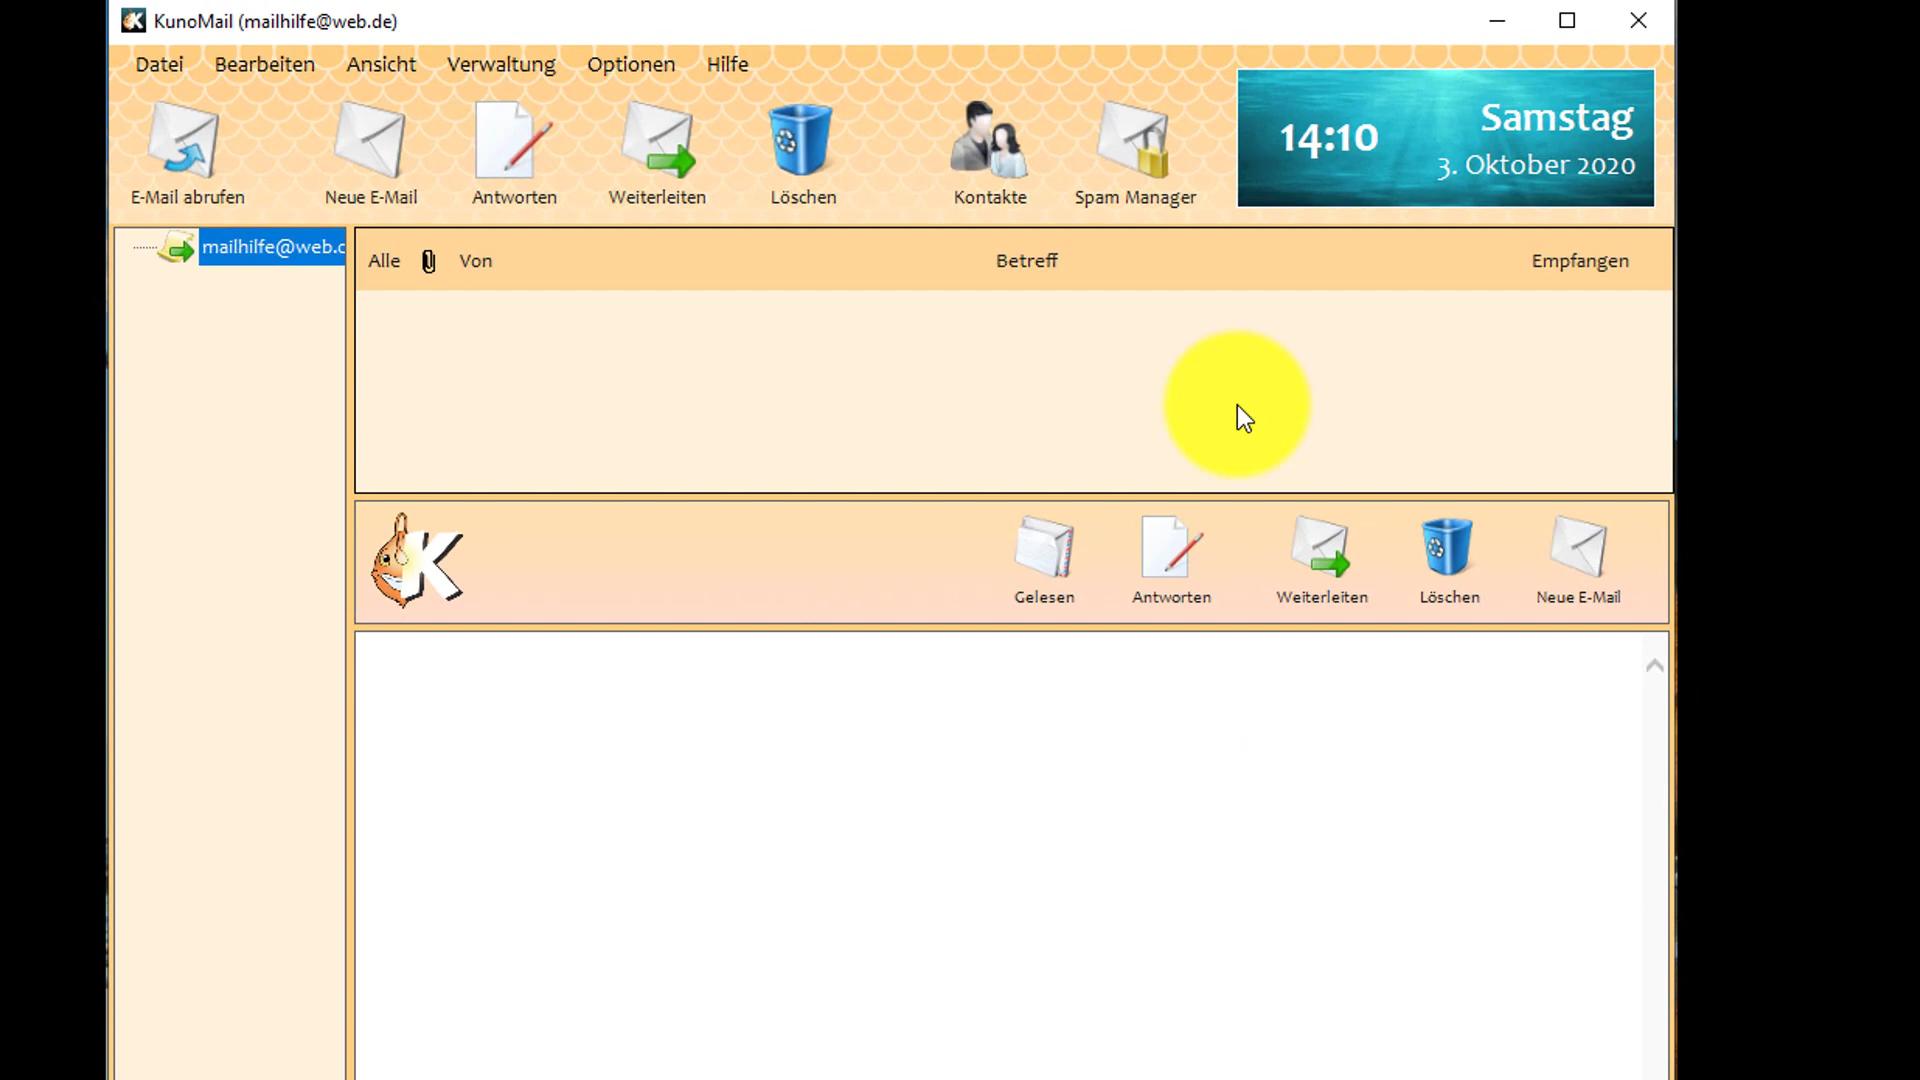 KunoMail (mailhilfe@web.de)
Datei Bearbeiten Ansicht Verwaltung Optionen Hilfe
14:10
Samstag
3. Oktober 2020
E-Mail abrufen Neue E-Mail Antworten Weiterleiten Löschen Kontakte Spam Manager
mailhilfe@web.c
Alle Von Betreff Empfangen
K
Gelesen Antworten Weiterleiten Löschen Neue E-Mail